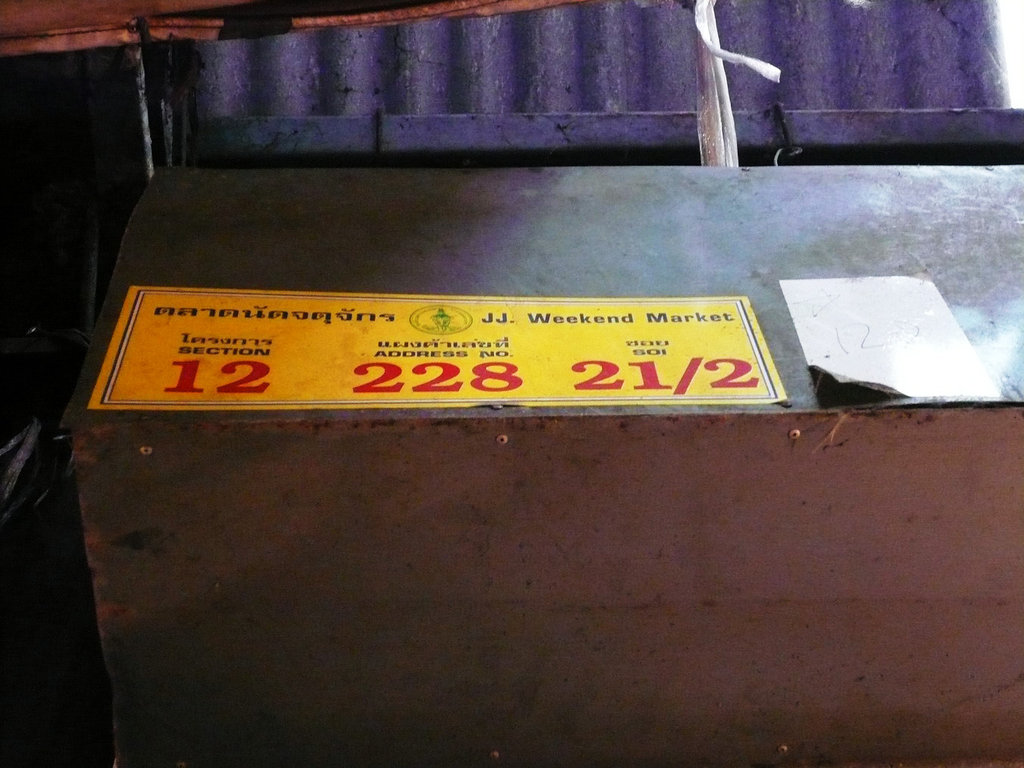 ตลาดนัดจตุจักร JJ. Weekend Market
โครงการ แผงค้าเลขที่ ซอย
SECTION ADDRESS NO. SOI
12 228 21/2